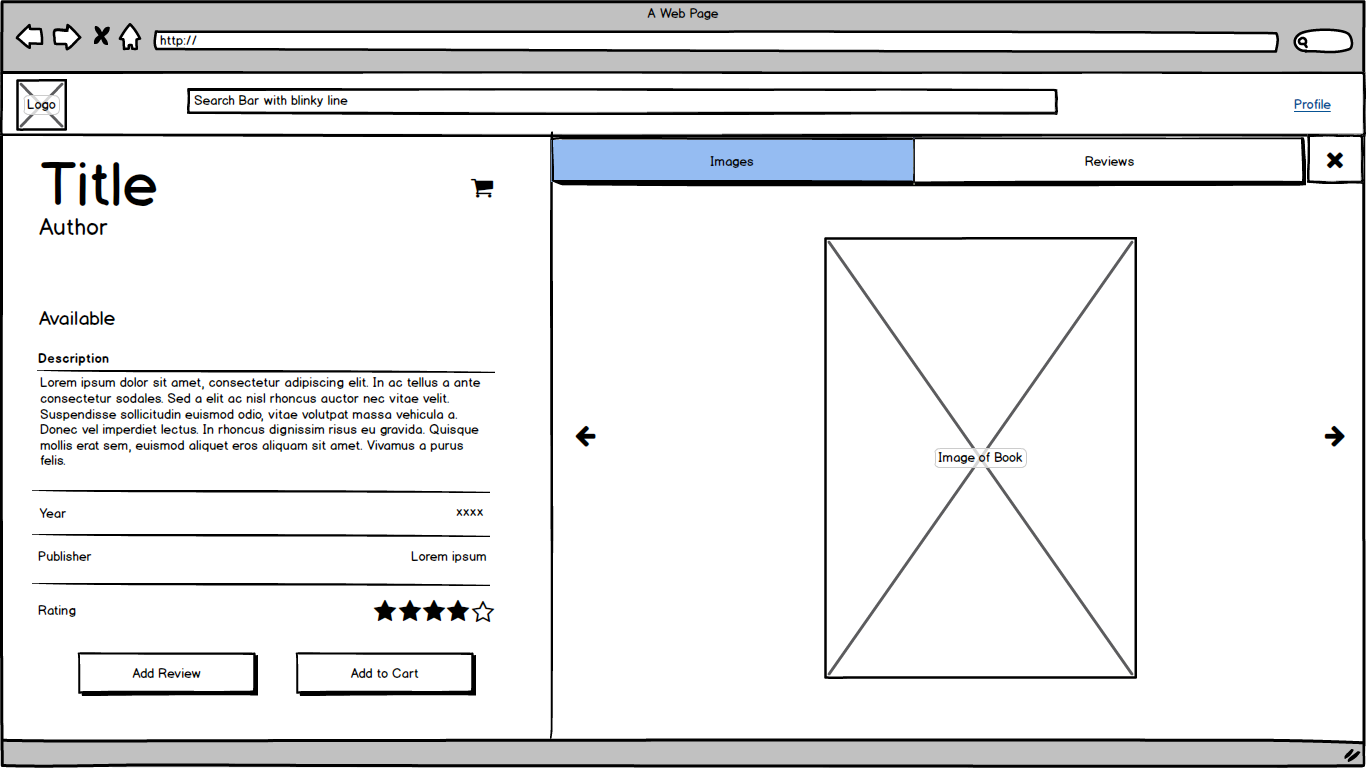 A Web Page
http://
Logo
Search Bar with blinky line
Profile
Title
Author
Available
Description
Lorem ipsum dolor sit amet, consectetur adipiscing elit. In ac tellus a ante
consectetur sodales. Sed a elit ac nisl rhoncus auctor nec vitae velit.
Suspendisse sollicitudin euismod odio, vitae volutpat massa vehicula a.
Donec vel imperdiet lectus. In rhoncus dignissim risus eu gravida. Quisque
mollis erat sem, euismod aliquet eros aliquam sit amet. Vivamus a purus
felis.
Year xxxx
Publisher Lorem ipsum
Rating
Add Review Add to Cart
Images Reviews
Image of Book